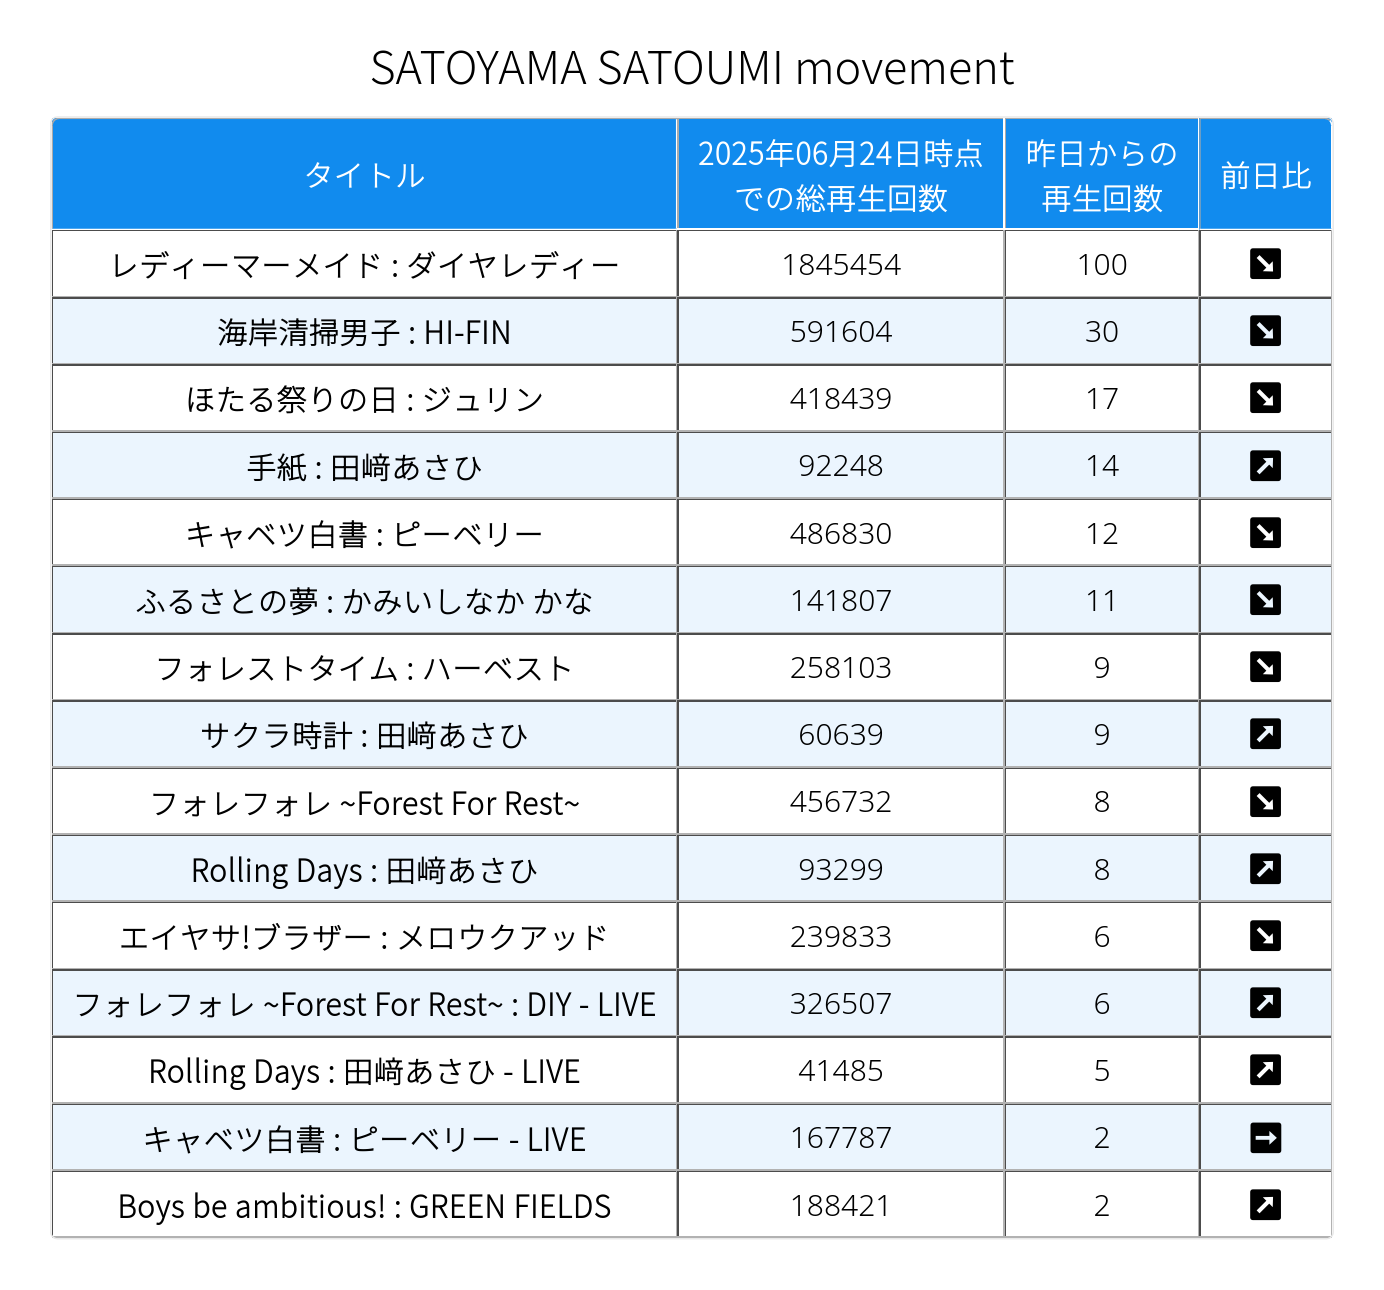 SATOYAMA SATOUMI movement
タイトル 2025年06月24日時点での総再生回数 昨日からの再生回数 前日比
レディーマーメイド : ダイヤレディー 1845454 100 ↘
海岸清掃男子 : HI-FIN 591604 30 ↘
ほたる祭りの日 : ジュリン 418439 17 ↘
手紙 : 田﨑あさひ 92248 14 ↗
キャベツ白書 : ピーベリー 486830 12 ↘
ふるさとの夢 : かみいしなか かな 141807 11 ↘
フォレストタイム : ハーベスト 258103 9 ↘
サクラ時計 : 田﨑あさひ 60639 9 ↗
フォレフォレ ~Forest For Rest~ 456732 8 ↘
Rolling Days : 田﨑あさひ 93299 8 ↗
エイヤサ!ブラザー : メロウクアッド 239833 6 ↘
フォレフォレ ~Forest For Rest~ : DIY - LIVE 326507 6 ↗
Rolling Days : 田﨑あさひ - LIVE 41485 5 ↗
キャベツ白書 : ピーベリー - LIVE 167787 2 →
Boys be ambitious! : GREEN FIELDS 188421 2 ↗